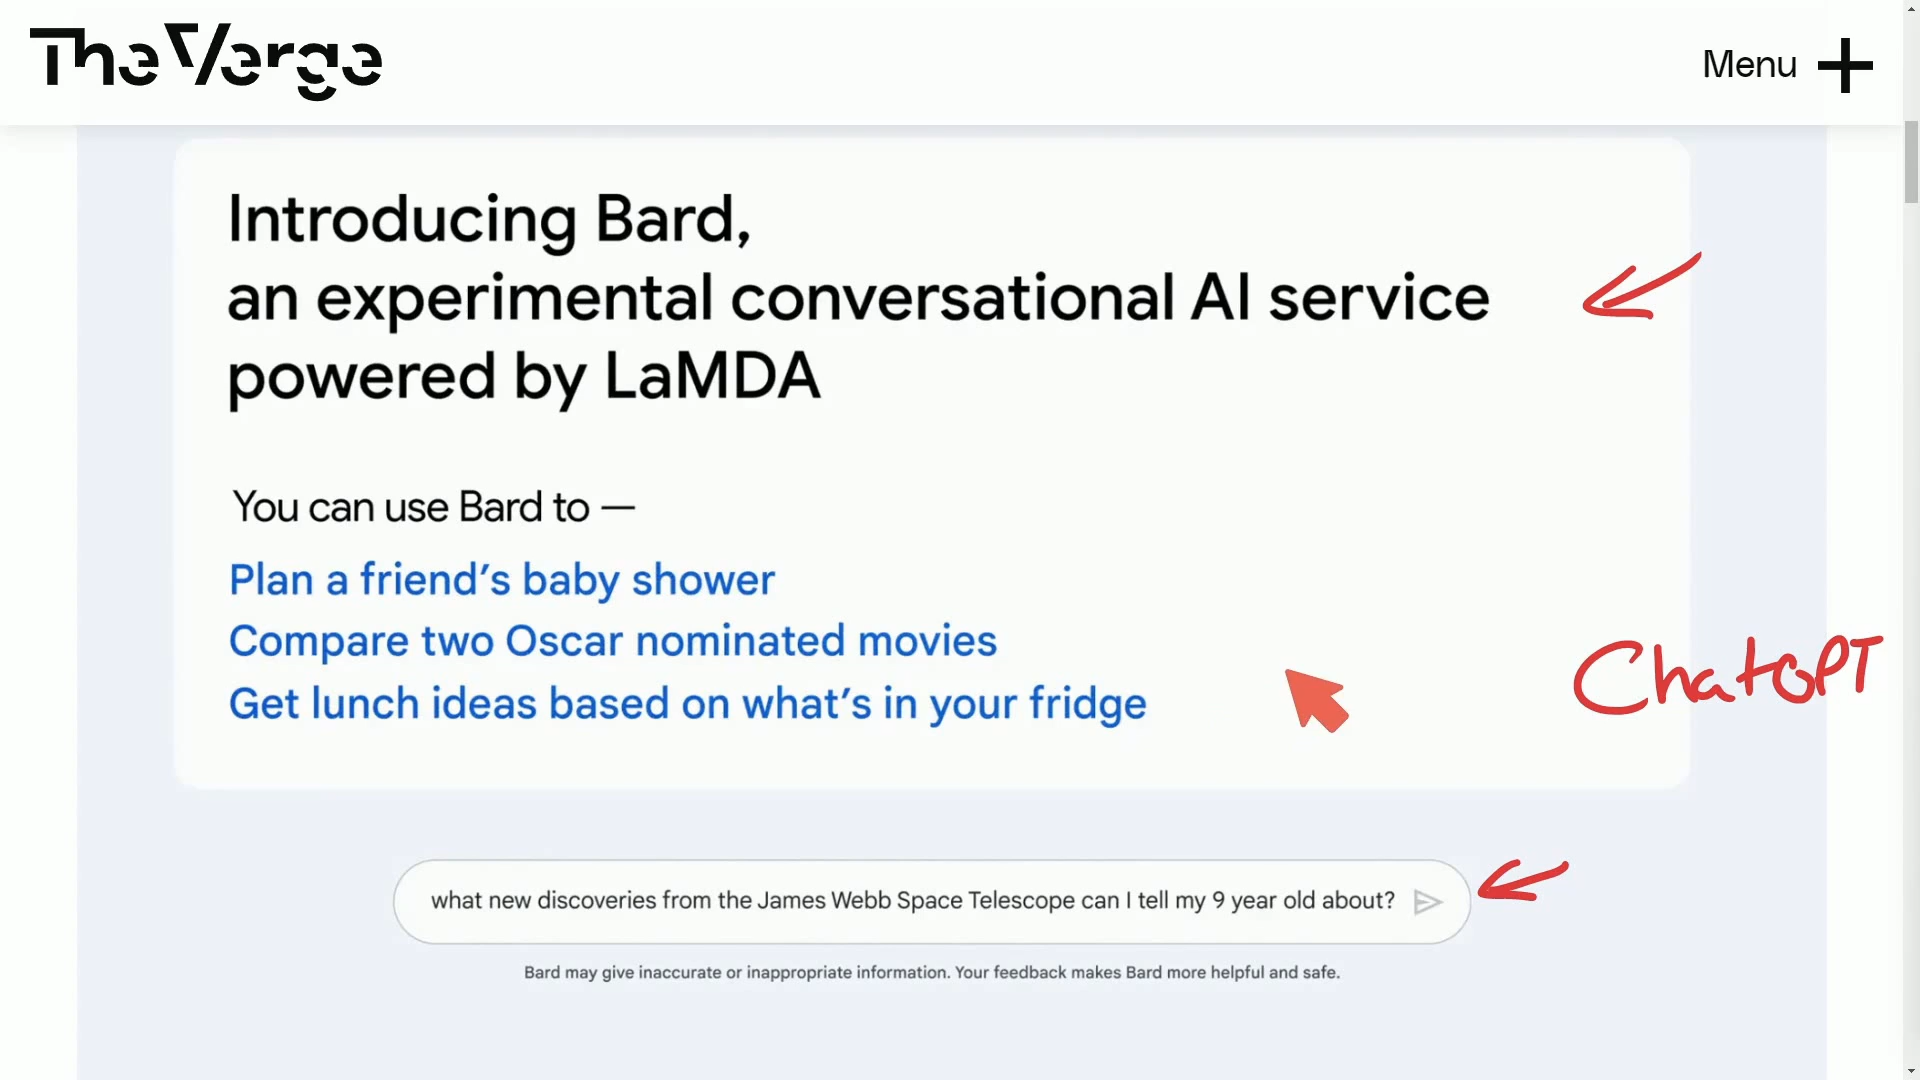 The Verge
Menu
Introducing Bard,
an experimental conversational AI service
powered by LaMDA
You can use Bard to —
Plan a friend’s baby shower
Compare two Oscar nominated movies
Get lunch ideas based on what’s in your fridge
ChatGPT
what new discoveries from the James Webb Space Telescope can I tell my 9 year old about?
Bard may give inaccurate or inappropriate information. Your feedback makes Bard more helpful and safe.